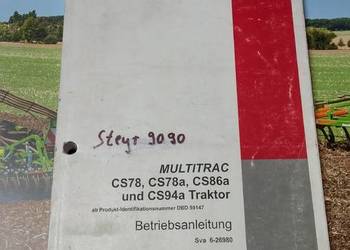 Steyr 9090
MULTITRAC
CS78, CS78a, CS86a
und CS94a Traktor
ab Produkt-Identifikationsnummer DBD 59147
Betriebsanleitung
Sva 6-26980